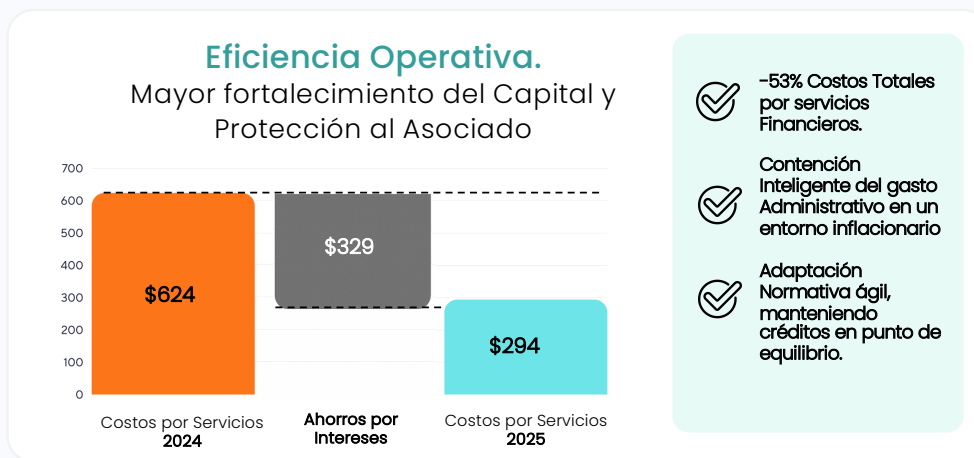 Eficiencia Operativa.
Mayor fortalecimiento del Capital y
Protección al Asociado
700
600
500
400
300
200
100
0
$624
$329
$294
Costos por Servicios
2024
Ahorros por
Intereses
Costos por Servicios
2025
-53% Costos Totales
por servicios
Financieros.
Contención
Inteligente del gasto
Administrativo en un
entorno inflacionario
Adaptación
Normativa ágil,
manteniendo
créditos en punto de
equilibrio.